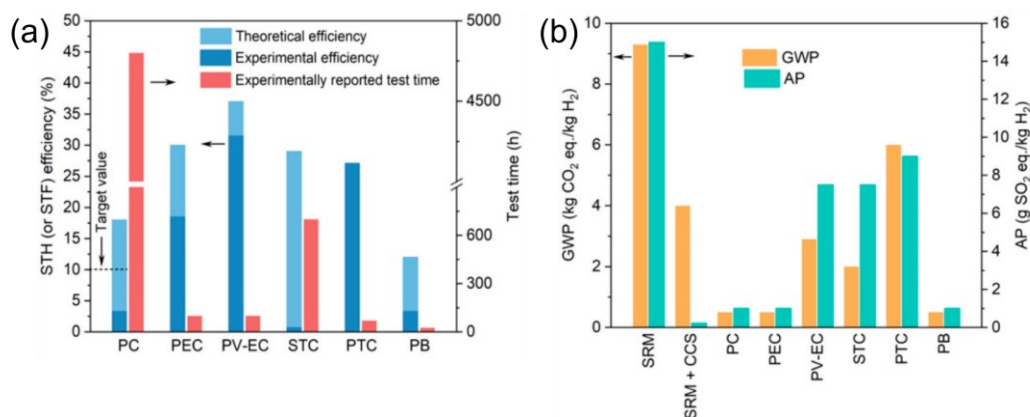 (a)
STH (or STF) efficiency (%)
50
45
40
35
30
25
20
15
10
5
0
Target value
Theoretical efficiency
Experimental efficiency
Experimentally reported test time
5000
4500
600
300
0
Test time (h)
PC PEC PV-EC STC PTC PB
(b)
GWP (kg CO2 eq./kg H2)
10
8
6
4
2
0
GWP
AP
16
14
12
10
8
6
4
2
0
AP (g SO2 eq./kg H2)
SRM
SRM + CCS
PC
PEC
PV-EC
STC
PTC
PB